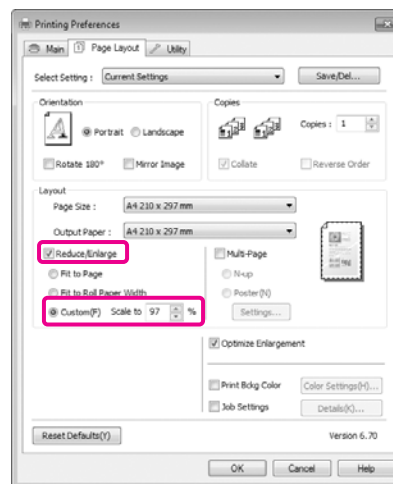 Printing Preferences
Main Page Layout Utility
Select Setting : Current Settings Save/Del...
Orientation
Portrait Landscape
Rotate 180° Mirror Image
Copies
Copies : 1
Collate Reverse Order
Layout
Page Size : A4 210 x 297 mm
Output Paper : A4 210 x 297 mm
Reduce/Enlarge
Fit to Page
Fit to Roll Paper Width
Custom(F) Scale to 97 %
Multi-Page
N-up
Poster(N)
Settings...
Optimize Enlargement
Print Bckg Color Color Settings(H)...
Job Settings Details(K)...
Reset Defaults(Y) Version 6.70
OK Cancel Help